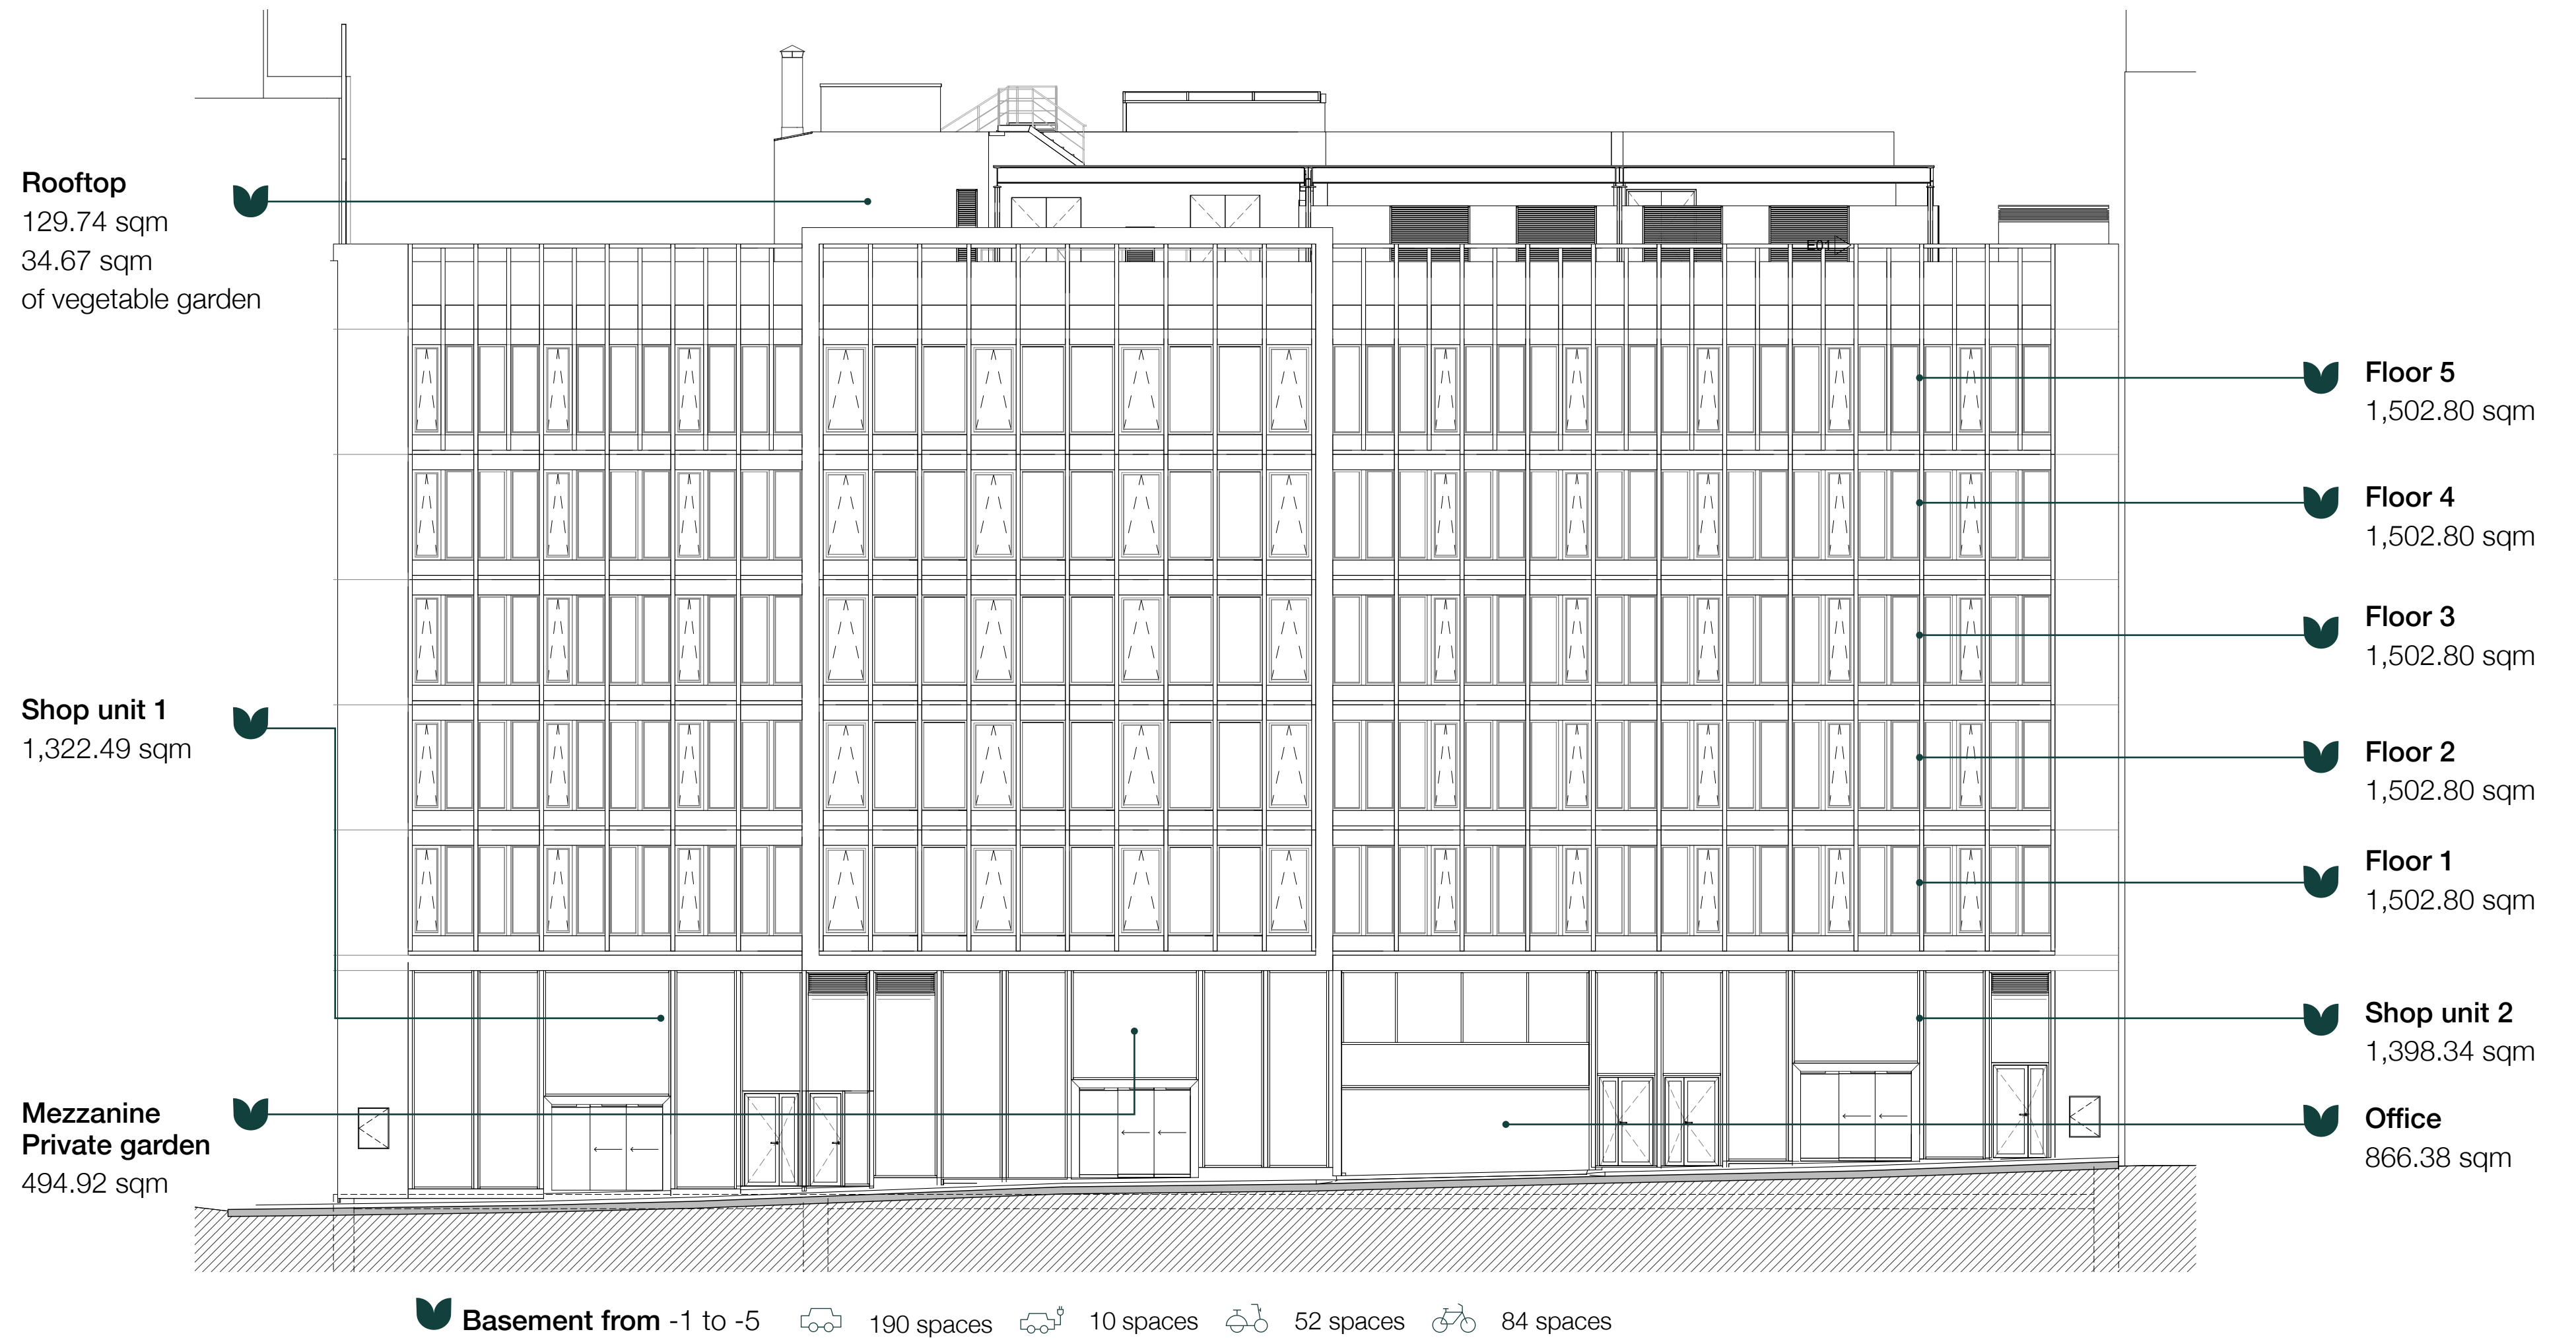 Rooftop
129.74 sqm
34.67 sqm
of vegetable garden
Shop unit 1
1,322.49 sqm
Mezzanine
Private garden
494.92 sqm
E01
Floor 5
1,502.80 sqm
Floor 4
1,502.80 sqm
Floor 3
1,502.80 sqm
Floor 2
1,502.80 sqm
Floor 1
1,502.80 sqm
Shop unit 2
1,398.34 sqm
Office
866.38 sqm
Basement from -1 to -5 190 spaces 10 spaces 52 spaces 84 spaces